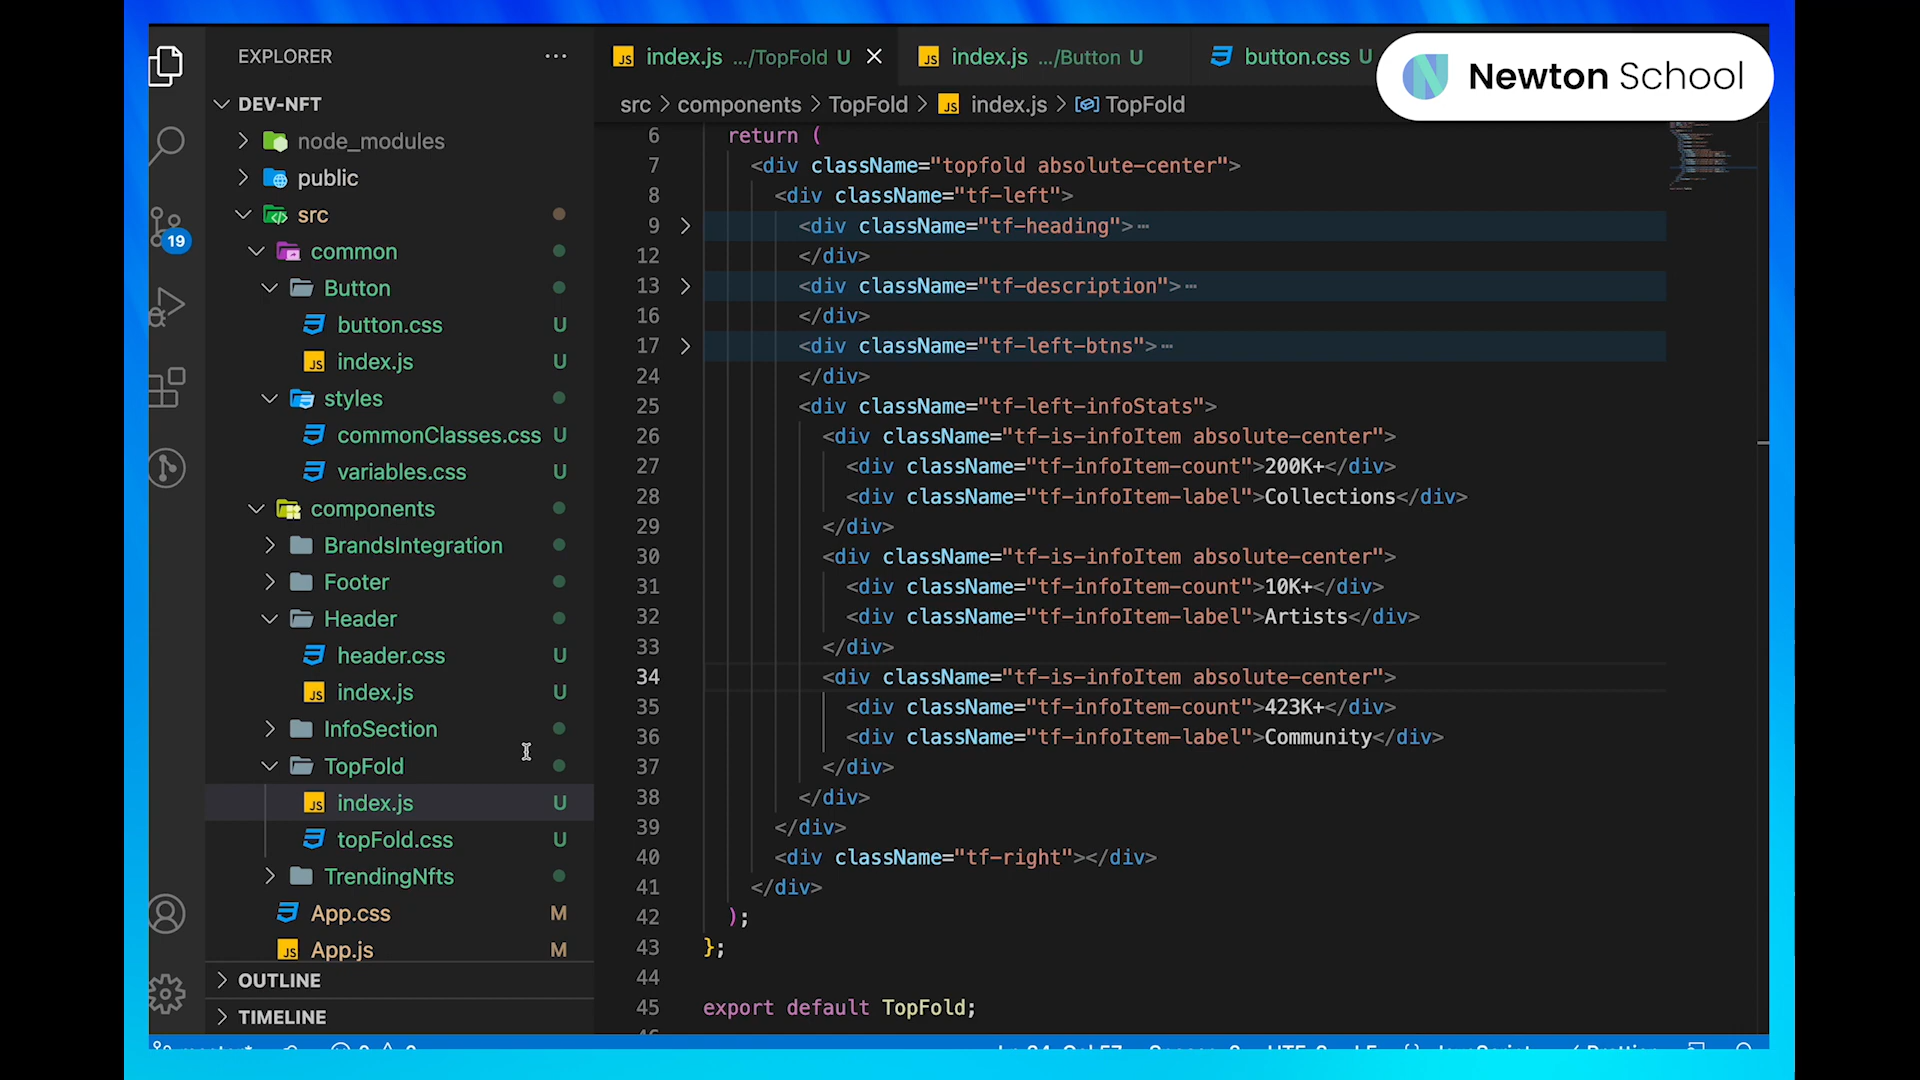 EXPLORER
DEV-NFT
node_modules
public
src
common
Button
button.css U
index.js U
styles
commonClasses.css U
variables.css U
components
BrandsIntegration
Footer
Header
header.css U
index.js U
InfoSection
TopFold
index.js U
topFold.css U
TrendingNfts
App.css M
App.js M
OUTLINE
TIMELINE
19
index.js .../TopFold U
index.js .../Button U
button.css U
Newton School
src > components > TopFold > index.js > TopFold
6 return (
7 <div className="topfold absolute-center">
8 <div className="tf-left">
9 <div className="tf-heading">…
12 </div>
13 <div className="tf-description">…
16 </div>
17 <div className="tf-left-btns">…
24 </div>
25 <div className="tf-left-infoStats">
26 <div className="tf-is-infoItem absolute-center">
27 <div className="tf-infoItem-count">200K+</div>
28 <div className="tf-infoItem-label">Collections</div>
29 </div>
30 <div className="tf-is-infoItem absolute-center">
31 <div className="tf-infoItem-count">10K+</div>
32 <div className="tf-infoItem-label">Artists</div>
33 </div>
34 <div className="tf-is-infoItem absolute-center">
35 <div className="tf-infoItem-count">423K+</div>
36 <div className="tf-infoItem-label">Community</div>
37 </div>
38 </div>
39 </div>
40 <div className="tf-right"></div>
41 </div>
42 );
43 };
44
45 export default TopFold;